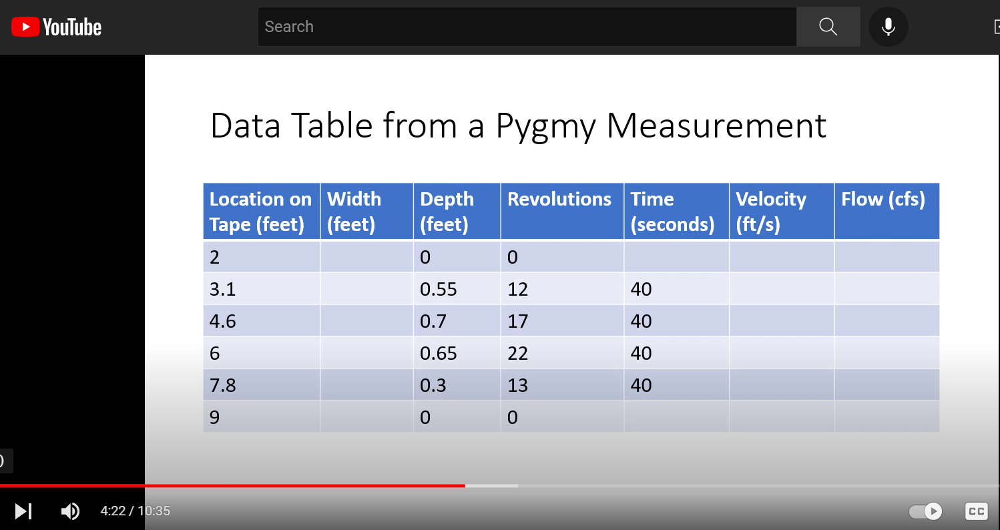 YouTube
Search
Data Table from a Pygmy Measurement
Location on Tape (feet) Width (feet) Depth (feet) Revolutions Time (seconds) Velocity (ft/s) Flow (cfs)
2 0 0
3.1 0.55 12 40
4.6 0.7 17 40
6 0.65 22 40
7.8 0.3 13 40
9 0 0
)
4:22 / 10:35
CC